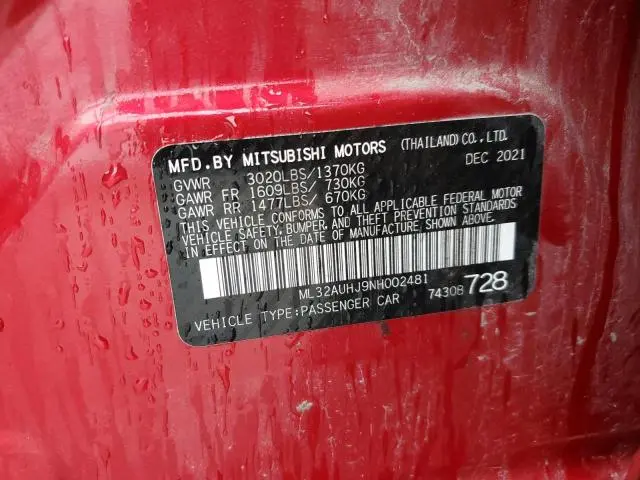 MFD.BY MITSUBISHI MOTORS (THAILAND) CO.,LTD.
DEC 2021
GVWR 3020LBS/1370KG
GAWR FR 1609LBS/ 730KG
GAWR RR 1477LBS/ 670KG
THIS VEHICLE CONFORMS TO ALL APPLICABLE FEDERAL MOTOR
VEHICLE SAFETY, BUMPER, AND THEFT PREVENTION STANDARDS
IN EFFECT ON THE DATE OF MANUFACTURE SHOWN ABOVE.
ML32AUHJ9NH002481
7430B 728
VEHICLE TYPE:PASSENGER CAR